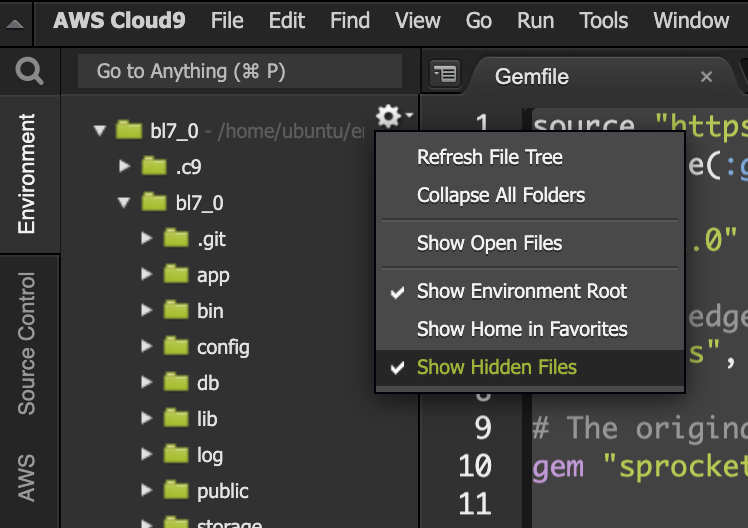 AWS Cloud9 File Edit Find View Go Run Tools Window
Go to Anything (⌘ P)
Gemfile
Environment
Source Control
AWS
bl7_0 - /home/ubuntu/e
.c9
bl7_0
.git
app
bin
config
db
lib
log
public
storage
Refresh File Tree
Collapse All Folders
Show Open Files
Show Environment Root
Show Home in Favorites
Show Hidden Files
1 source "https
e(:g
.0"
edge
s",
8
9 # The origin
10 gem "sprocket
11